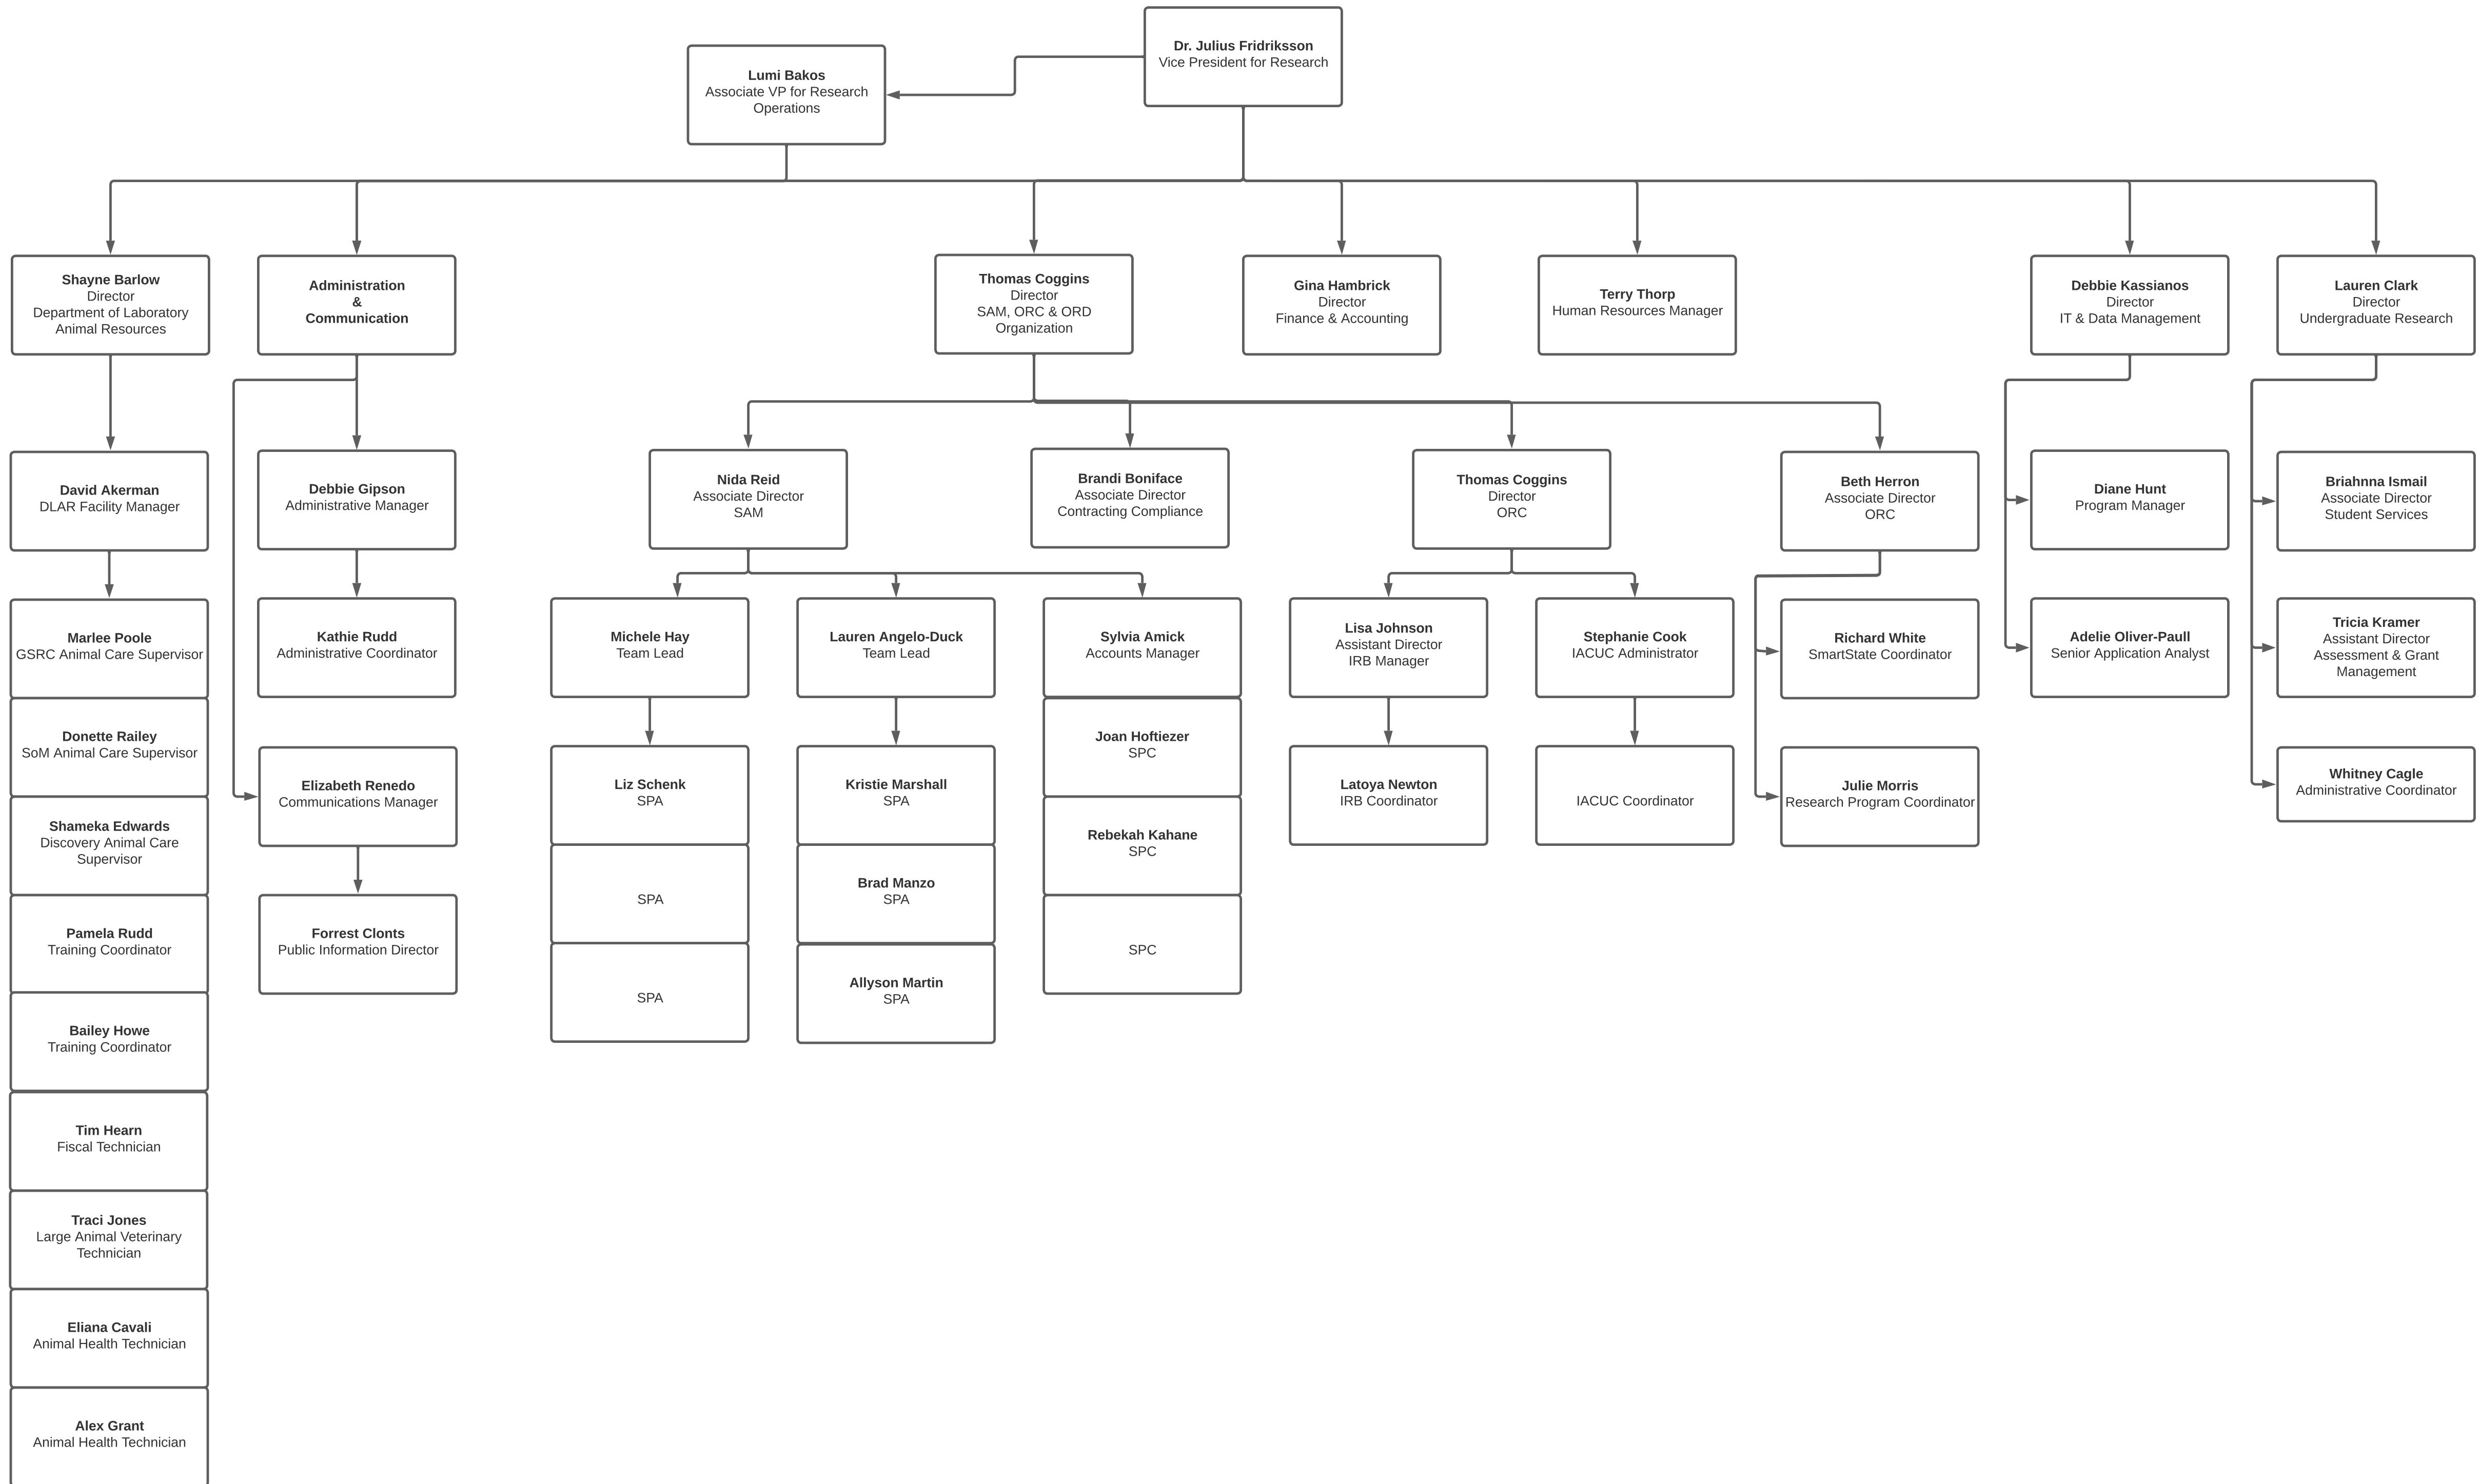 Dr. Julius Fridriksson
Vice President for Research
Lumi Bakos
Associate VP for Research
Operations
Shayne Barlow
Director
Department of Laboratory
Animal Resources
Administration
&
Communication
Thomas Coggins
Director
SAM, ORC & ORD
Organization
Gina Hambrick
Director
Finance & Accounting
Terry Thorp
Human Resources Manager
Debbie Kassianos
Director
IT & Data Management
Lauren Clark
Director
Undergraduate Research
David Akerman
DLAR Facility Manager
Debbie Gipson
Administrative Manager
Nida Reid
Associate Director
SAM
Brandi Boniface
Associate Director
Contracting Compliance
Thomas Coggins
Director
ORC
Beth Herron
Associate Director
ORC
Diane Hunt
Program Manager
Briahnna Ismail
Associate Director
Student Services
Marlee Poole
GSRC Animal Care Supervisor
Kathie Rudd
Administrative Coordinator
Michele Hay
Team Lead
Lauren Angelo-Duck
Team Lead
Sylvia Amick
Accounts Manager
Lisa Johnson
Assistant Director
IRB Manager
Stephanie Cook
IACUC Administrator
Richard White
SmartState Coordinator
Adelie Oliver-Paull
Senior Application Analyst
Tricia Kramer
Assistant Director
Assessment & Grant
Management
Donette Railey
SoM Animal Care Supervisor
Joan Hoftiezer
SPC
Elizabeth Renedo
Communications Manager
Liz Schenk
SPA
Kristie Marshall
SPA
Latoya Newton
IRB Coordinator
IACUC Coordinator
Julie Morris
Research Program Coordinator
Whitney Cagle
Administrative Coordinator
Shameka Edwards
Discovery Animal Care
Supervisor
Rebekah Kahane
SPC
SPA
Brad Manzo
SPA
Pamela Rudd
Training Coordinator
Forrest Clonts
Public Information Director
SPC
SPA
Allyson Martin
SPA
Bailey Howe
Training Coordinator
Tim Hearn
Fiscal Technician
Traci Jones
Large Animal Veterinary
Technician
Eliana Cavali
Animal Health Technician
Alex Grant
Animal Health Technician